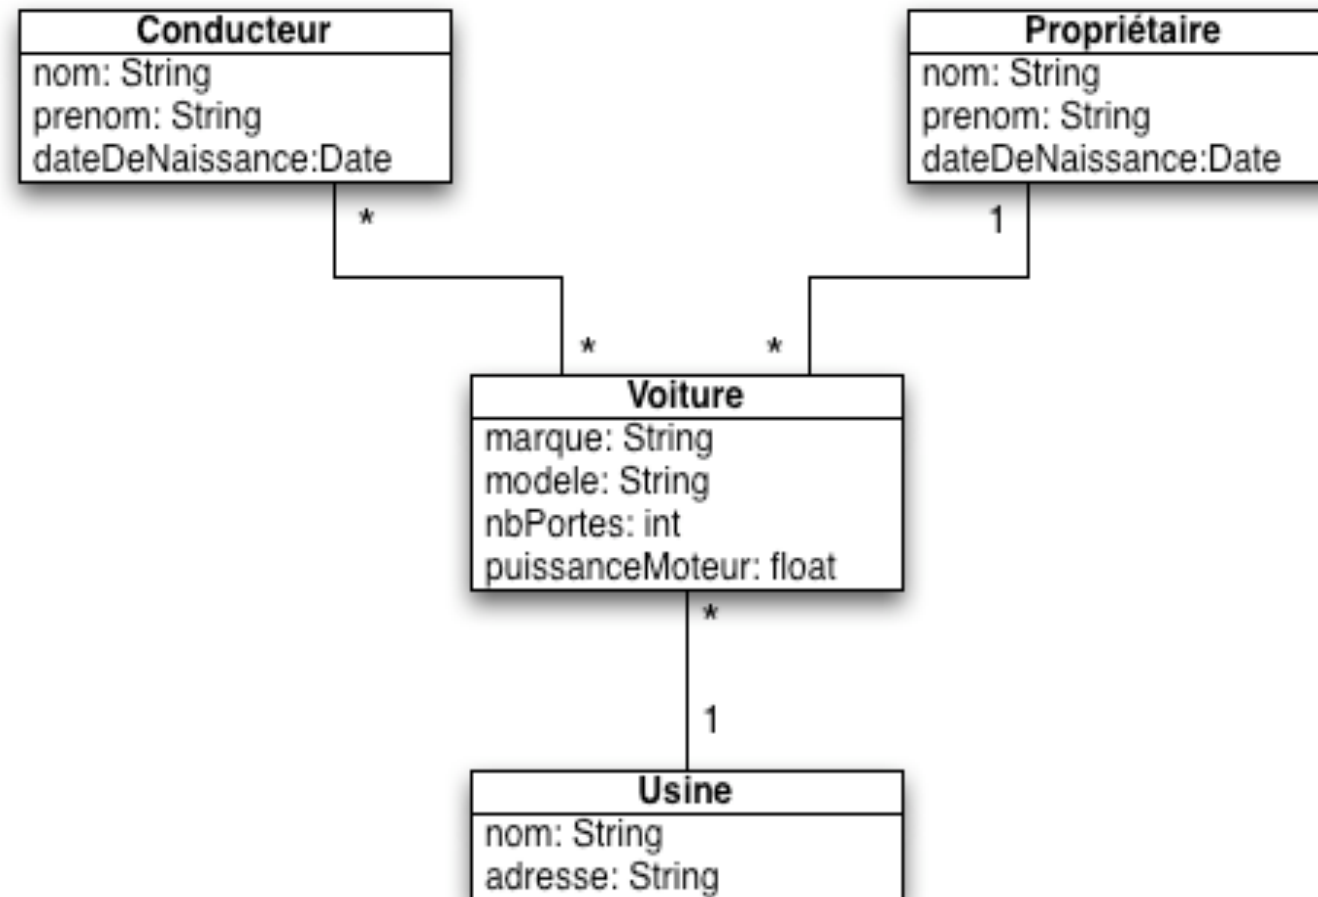 Conducteur
nom: String
prenom: String
dateDeNaissance:Date
Propriétaire
nom: String
prenom: String
dateDeNaissance:Date
*
1
*
*
Voiture
marque: String
modele: String
nbPortes: int
puissanceMoteur: float
*
1
Usine
nom: String
adresse: String